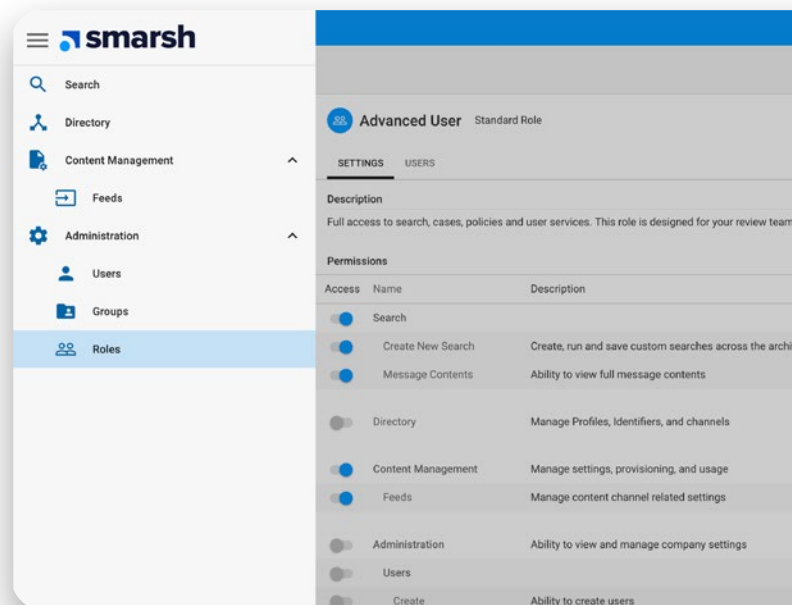 smarsh
Search
Directory
Content Management
Feeds
Administration
Users
Groups
Roles
Advanced User Standard Role
SETTINGS USERS
Description
Full access to search, cases, policies and user services. This role is designed for your review team
Permissions
Access Name Description
Search
Create New Search Create, run and save custom searches across the archi
Message Contents Ability to view full message contents
Directory Manage Profiles, Identifiers, and channels
Content Management Manage settings, provisioning, and usage
Feeds Manage content channel related settings
Administration Ability to view and manage company settings
Users
Create Ability to create users